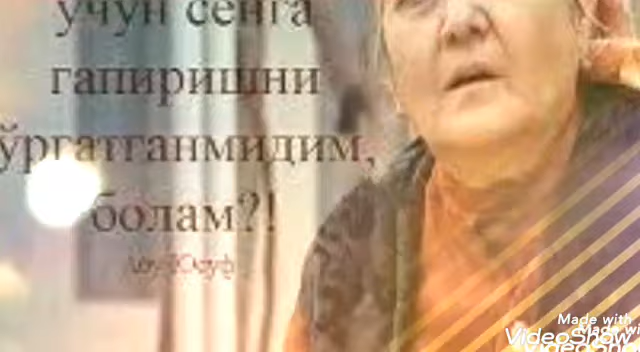 учун сенга
гапиришни
ўргатганмидим,
болам?!
Made with
VideoShow